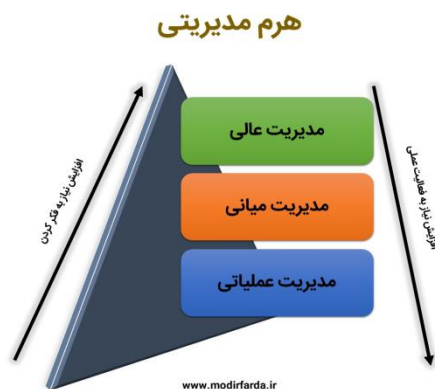 هرم مدیریتی
مدیریت عالی
مدیریت میانی
مدیریت عملیاتی
افزایش نیاز به فکر کردن
افزایش نیاز به فعالیت عملی
www.modirfarda.ir